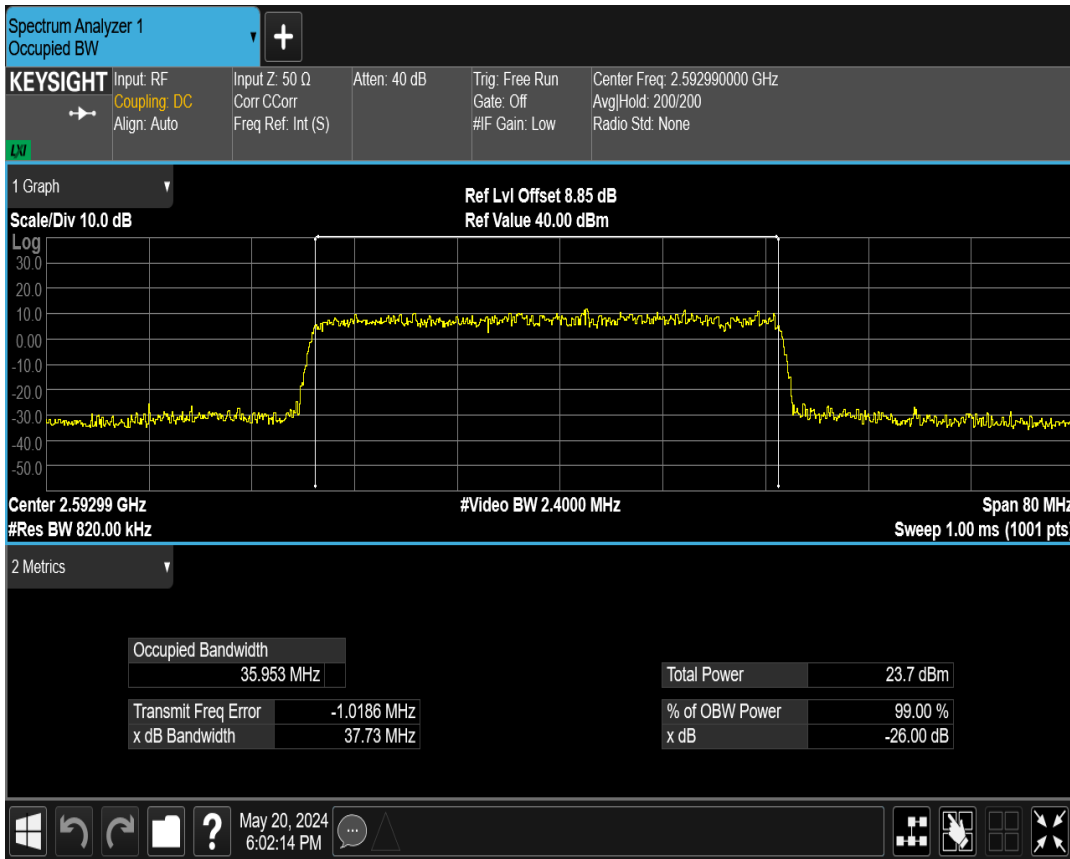 Spectrum Analyzer 1
Occupied BW
+
KEYSIGHT
LXI
Input: RF
Coupling: DC
Align: Auto
Input Z: 50 Ω
Corr CCorr
Freq Ref: Int (S)
Atten: 40 dB
Trig: Free Run
Gate: Off
#IF Gain: Low
Center Freq: 2.592990000 GHz
Avg|Hold: 200/200
Radio Std: None
1 Graph
Scale/Div 10.0 dB
Ref Lvl Offset 8.85 dB
Ref Value 40.00 dBm
Log
30.0
20.0
10.0
0.00
-10.0
-20.0
-30.0
-40.0
-50.0
Center 2.59299 GHz
#Video BW 2.4000 MHz
Span 80 MHz
#Res BW 820.00 kHz
Sweep 1.00 ms (1001 pts)
2 Metrics
Occupied Bandwidth
35.953 MHz
Total Power 23.7 dBm
Transmit Freq Error -1.0186 MHz
% of OBW Power 99.00 %
x dB Bandwidth 37.73 MHz
x dB -26.00 dB
?
May 20, 2024
6:02:14 PM